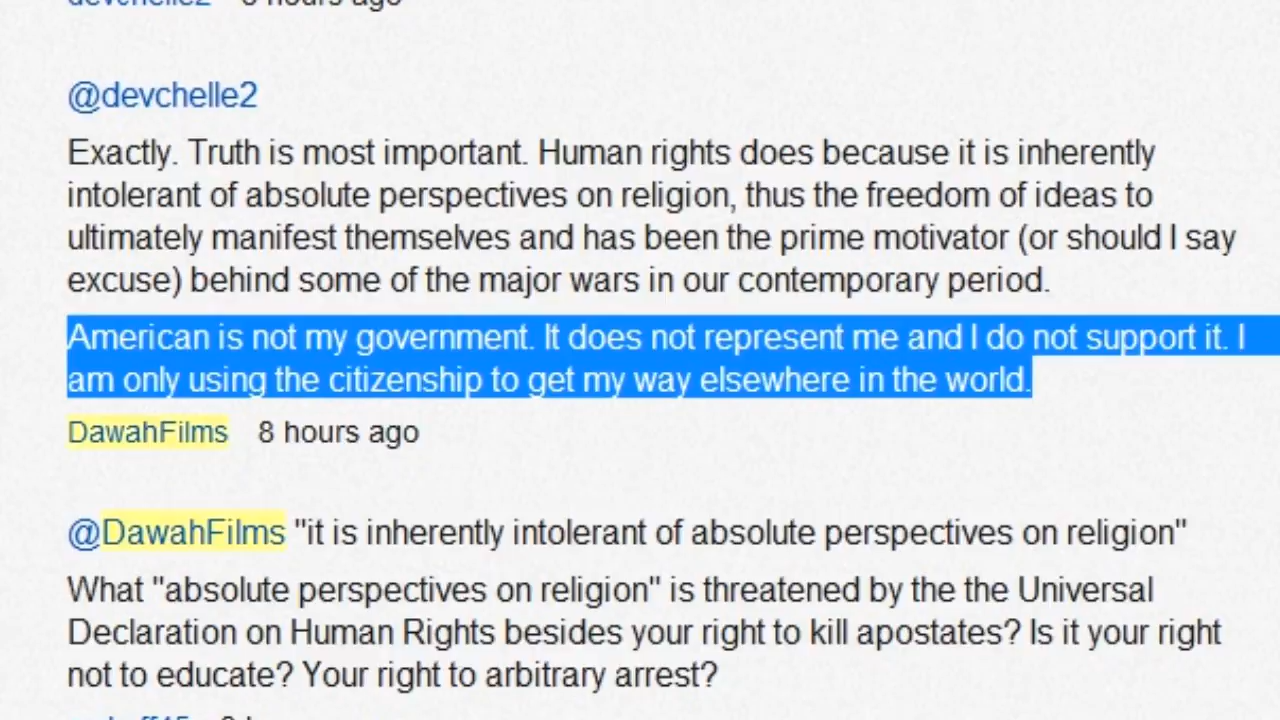 @devchelle2
Exactly. Truth is most important. Human rights does because it is inherently
intolerant of absolute perspectives on religion, thus the freedom of ideas to
ultimately manifest themselves and has been the prime motivator (or should I say
excuse) behind some of the major wars in our contemporary period.
American is not my government. It does not represent me and I do not support it. I
am only using the citizenship to get my way elsewhere in the world.
DawahFilms 8 hours ago
@DawahFilms "it is inherently intolerant of absolute perspectives on religion"
What "absolute perspectives on religion" is threatened by the the Universal
Declaration on Human Rights besides your right to kill apostates? Is it your right
not to educate? Your right to arbitrary arrest?